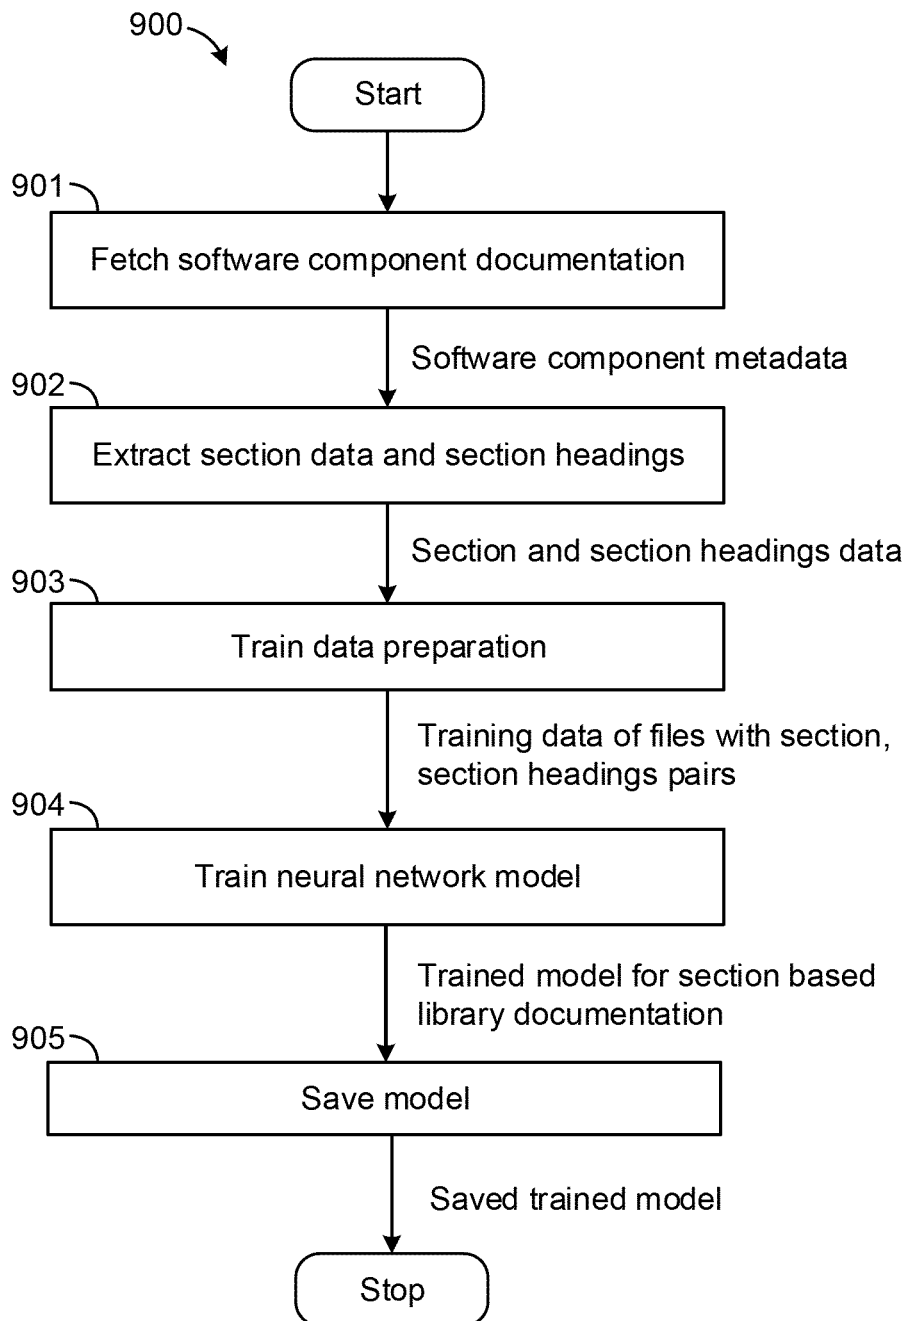 900
Start
901
Fetch software component documentation
Software component metadata
902
Extract section data and section headings
Section and section headings data
903
Train data preparation
Training data of files with section,
section headings pairs
904
Train neural network model
Trained model for section based
library documentation
905
Save model
Saved trained model
Stop